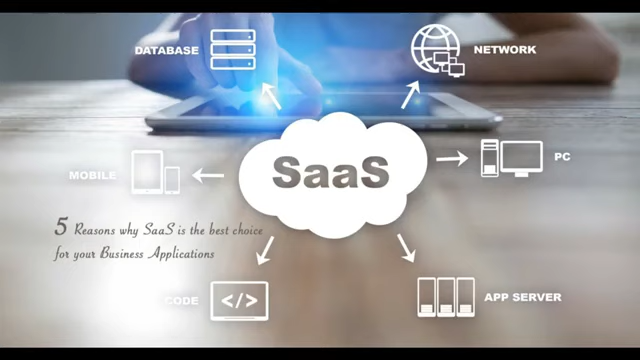 DATABASE
NETWORK
SaaS
MOBILE
PC
5 Reasons why SaaS is the best choice
for your Business Applications
CODE
</>
APP SERVER